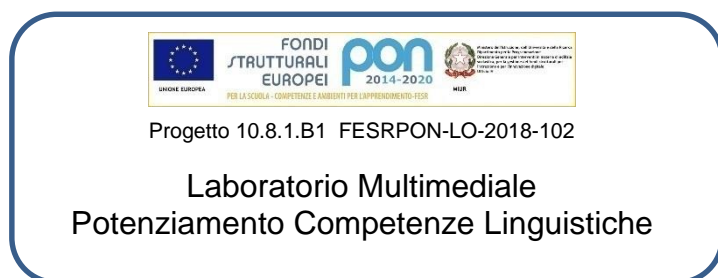 FONDI
STRUTTURALI
EUROPEI
pon
2014-2020
UNIONE EUROPEA
MIUR
PER LA SCUOLA - COMPETENZE E AMBIENTI PER L'APPRENDIMENTO-FESR
Progetto 10.8.1.B1 FESRPON-LO-2018-102
Laboratorio Multimediale
Potenziamento Competenze Linguistiche